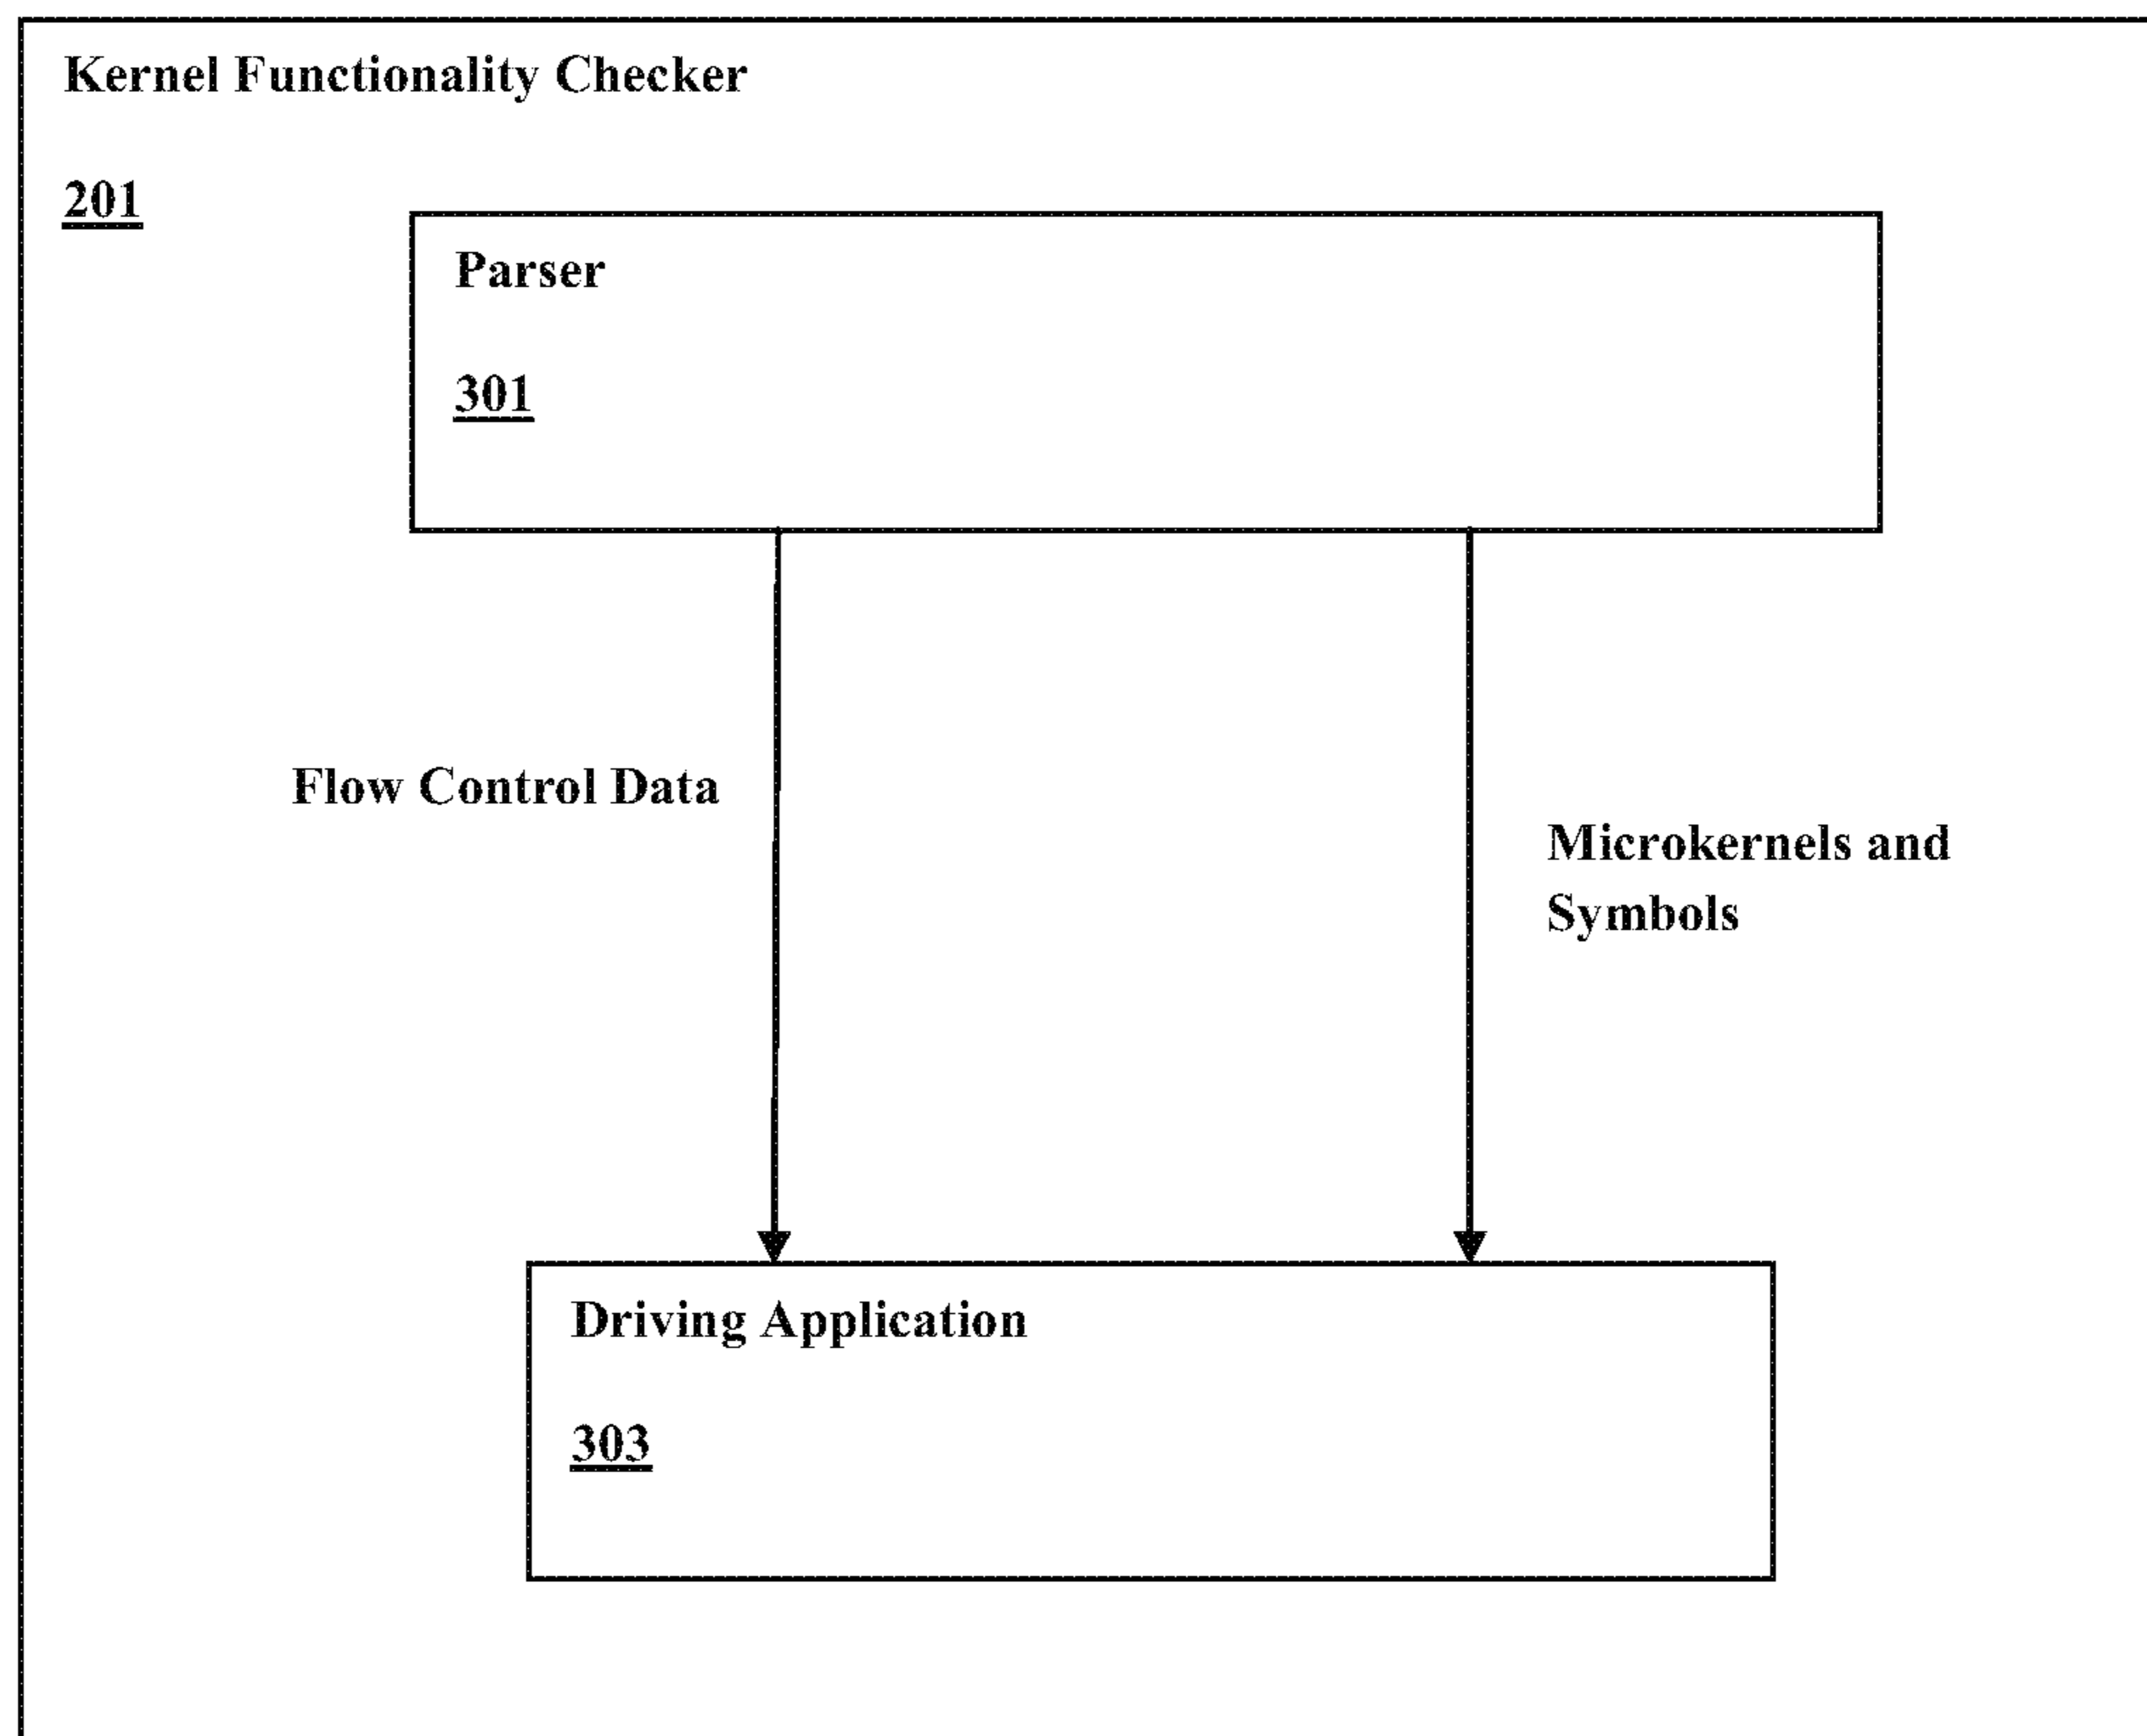 Kernel Functionality Checker
201
Parser
301
Flow Control Data
Microkernels and
Symbols
Driving Application
303